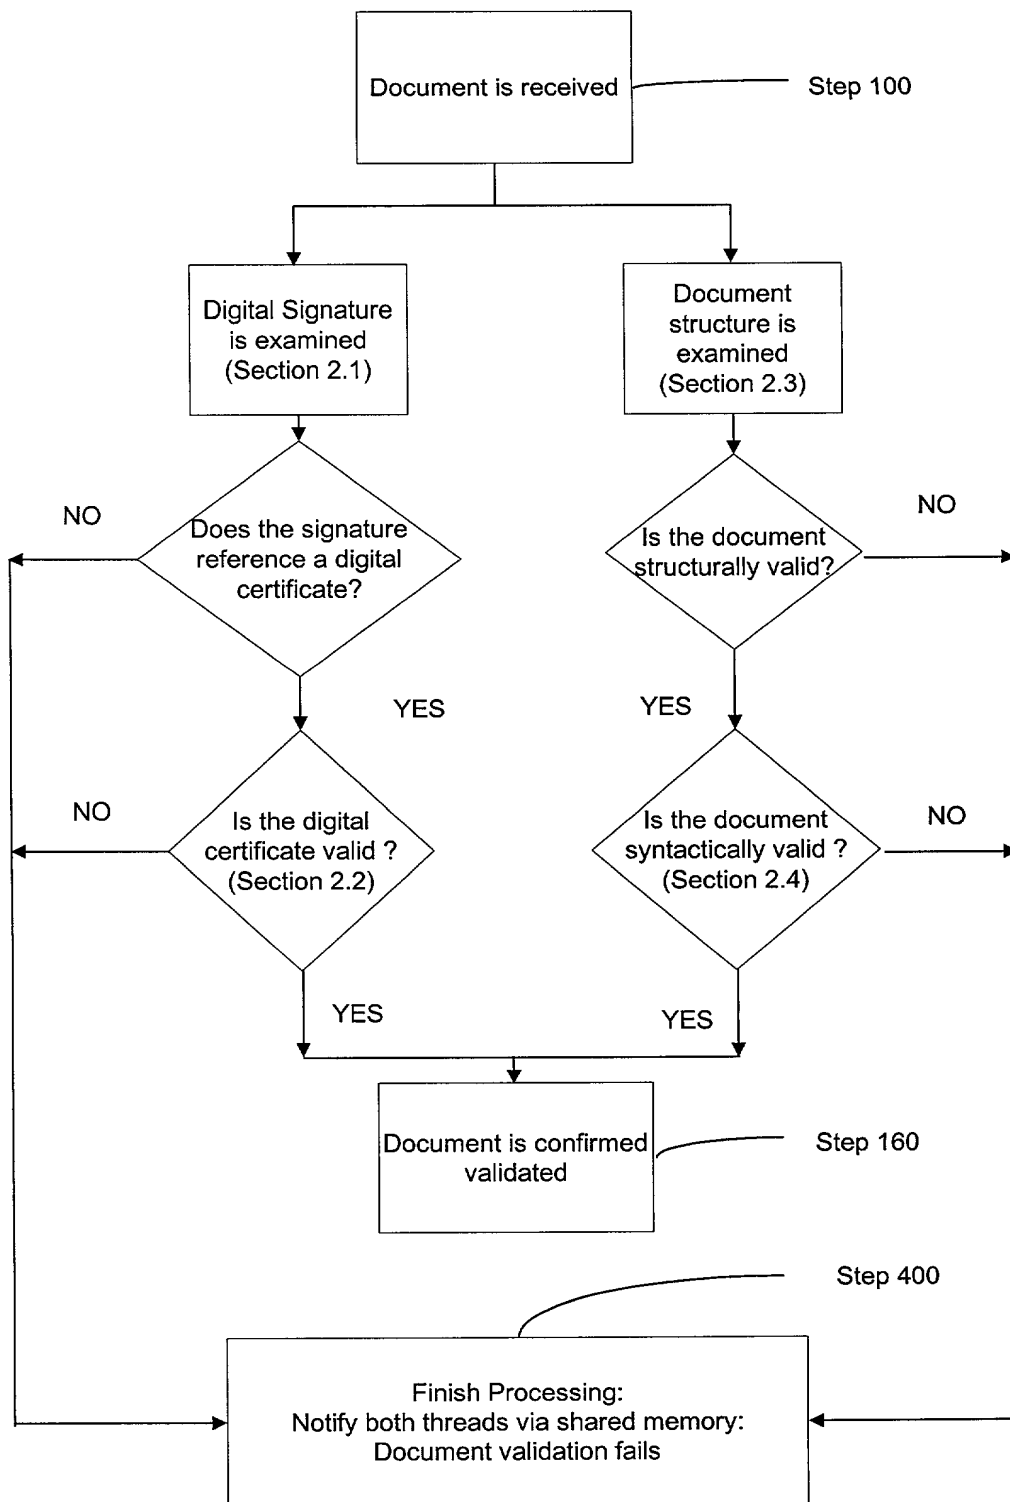 Document is received
Step 100
Digital Signature
is examined
(Section 2.1)
Document
structure is
examined
(Section 2.3)
NO
Does the signature
reference a digital
certificate?
Is the document
structurally valid?
NO
YES
YES
NO
Is the digital
certificate valid ?
(Section 2.2)
Is the document
syntactically valid ?
(Section 2.4)
NO
YES
YES
Document is confirmed
validated
Step 160
Step 400
Finish Processing:
Notify both threads via shared memory:
Document validation fails